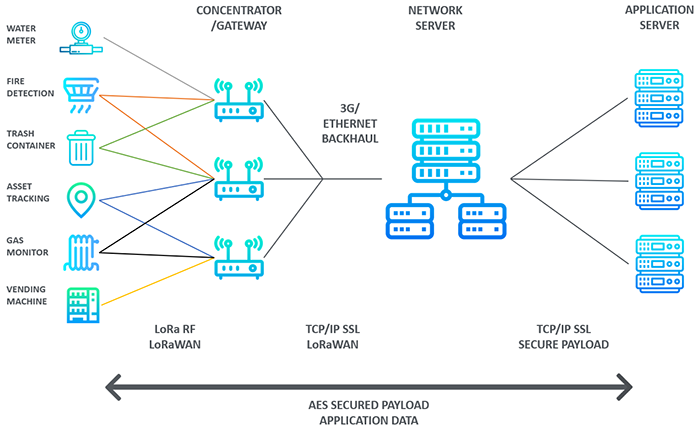 CONCENTRATOR
/GATEWAY
NETWORK
SERVER
APPLICATION
SERVER
WATER
METER
FIRE
DETECTION
TRASH
CONTAINER
ASSET
TRACKING
GAS
MONITOR
VENDING
MACHINE
3G/
ETHERNET
BACKHAUL
LoRa RF
LoRaWAN
TCP/IP SSL
LoRaWAN
TCP/IP SSL
SECURE PAYLOAD
AES SECURED PAYLOAD
APPLICATION DATA